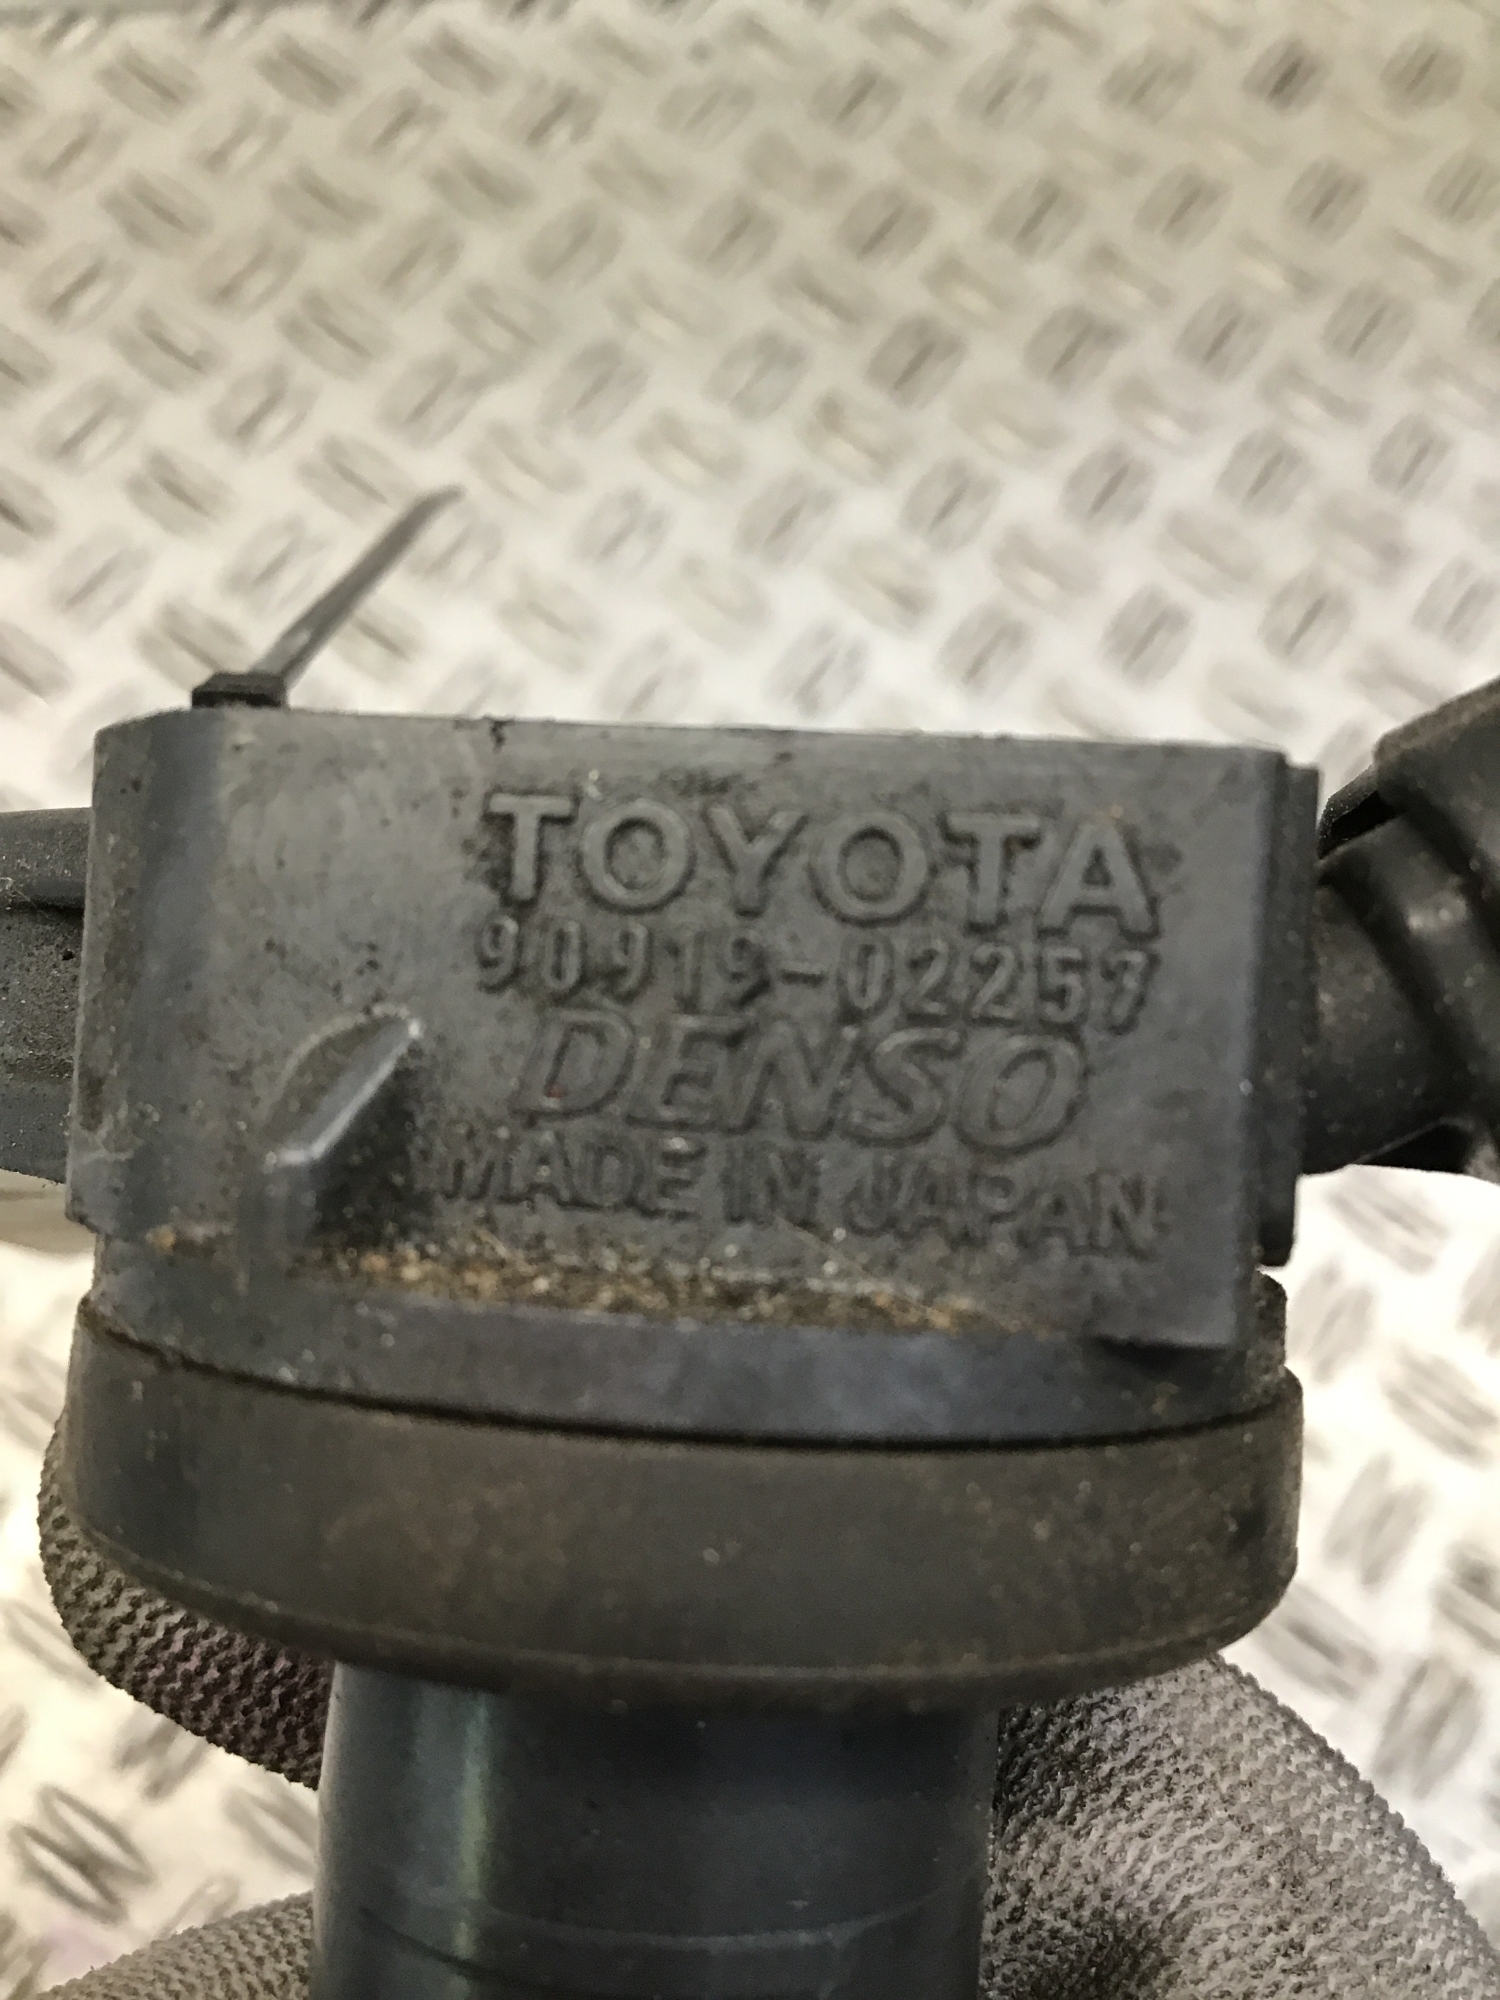 TOYOTA
90919-02257
DENSO
MADE IN JAPAN